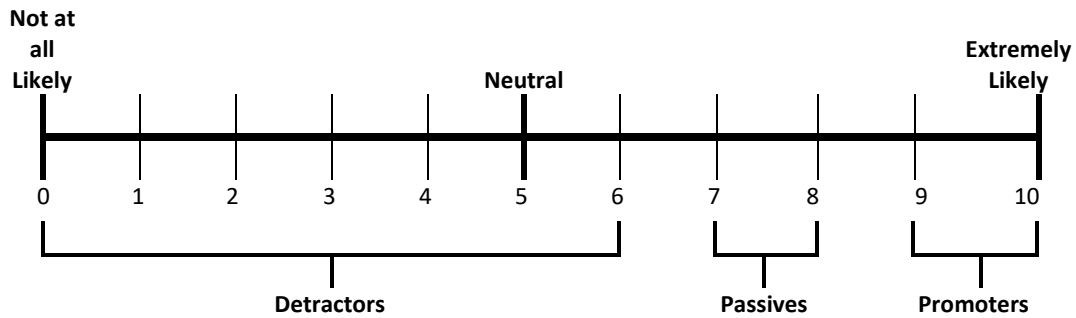 Not at
all
Likely
Neutral
Extremely
Likely
0 1 2 3 4 5 6 7 8 9 10
Detractors Passives Promoters